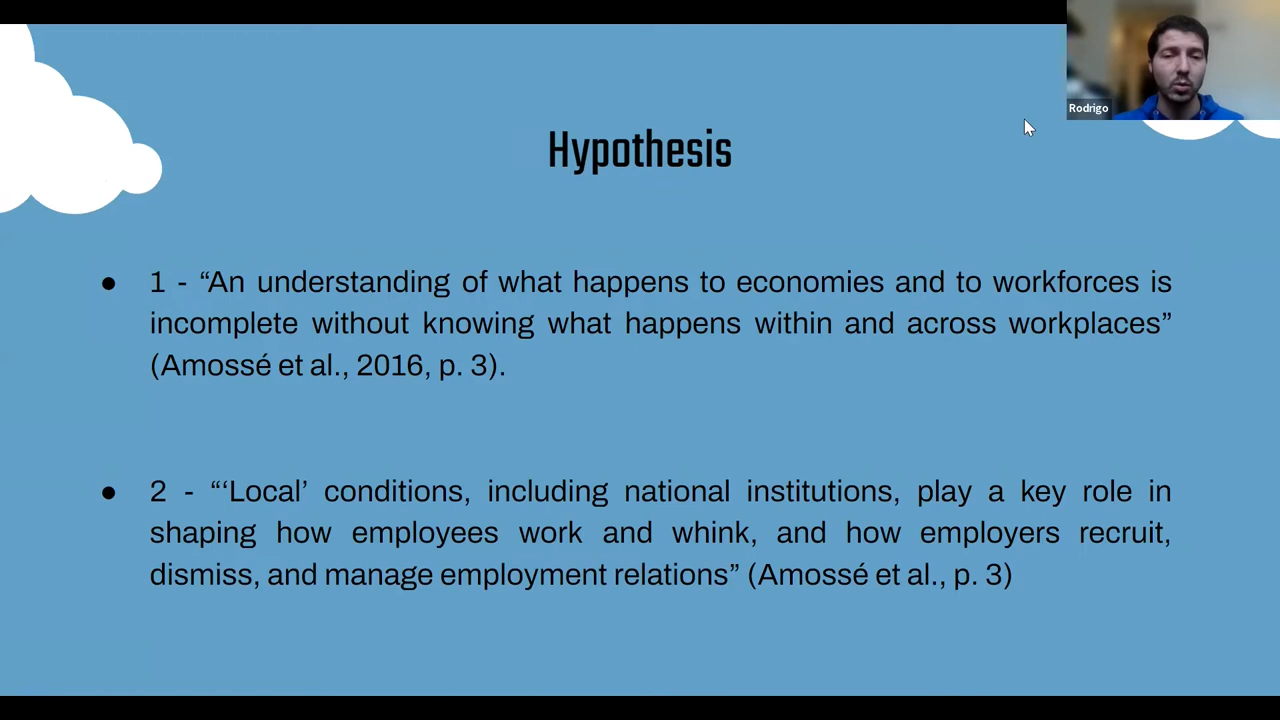 Rodrigo
Hypothesis
● 1 - “An understanding of what happens to economies and to workforces is
incomplete without knowing what happens within and across workplaces”
(Amossé et al., 2016, p. 3).
● 2 - “‘Local’ conditions, including national institutions, play a key role in
shaping how employees work and whink, and how employers recruit,
dismiss, and manage employment relations” (Amossé et al., p. 3)